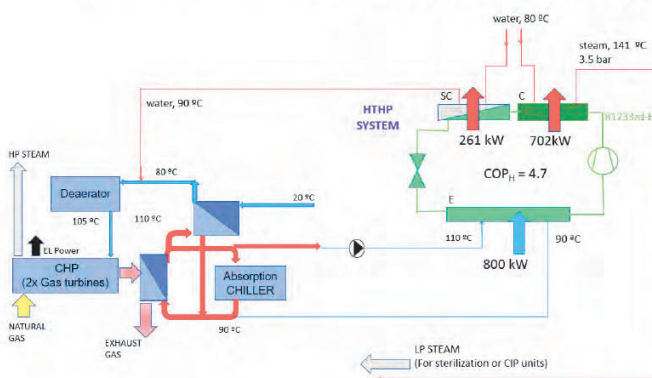 water, 80 ºC
steam, 141 ºC
3.5 bar
SC
C
water, 90 ºC
HTHP
SYSTEM
261 kW
702kW
HP STEAM
80 ºC
COPH = 4.7
Deaerator
20ºC
E
105 ºC
110 ºC
110 ºC
90 ºC
EL Power
800 kW
CHP
(2x Gas turbines)
Absorption
CHILLER
NATURAL
GAS
EXHAUST
GAS
90 ºC
LP STEAM
(For sterilization or CIP units)